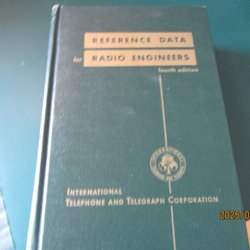 REFERENCE DATA
for RADIO ENGINEERS
fourth edition
INTERNATIONAL
TELEPHONE AND TELEGRAPH CORPORATION